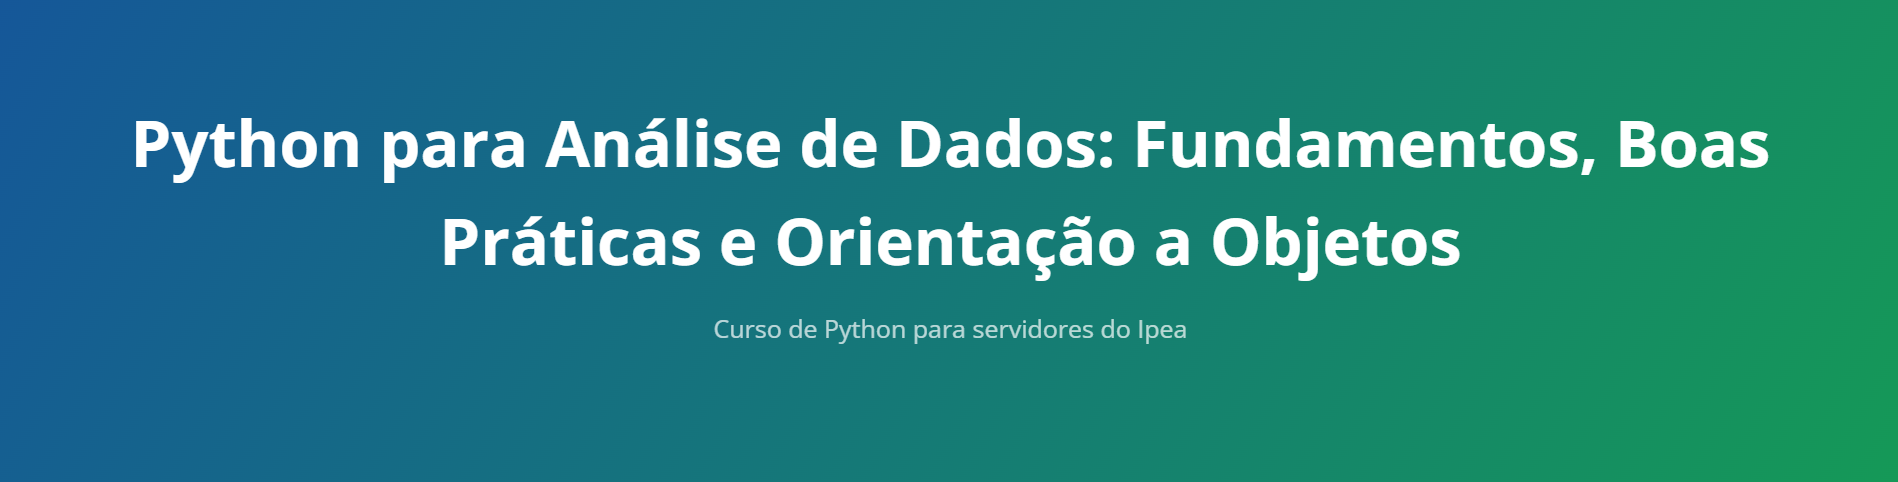 Python para Análise de Dados: Fundamentos, Boas
Práticas e Orientação a Objetos
Curso de Python para servidores do Ipea